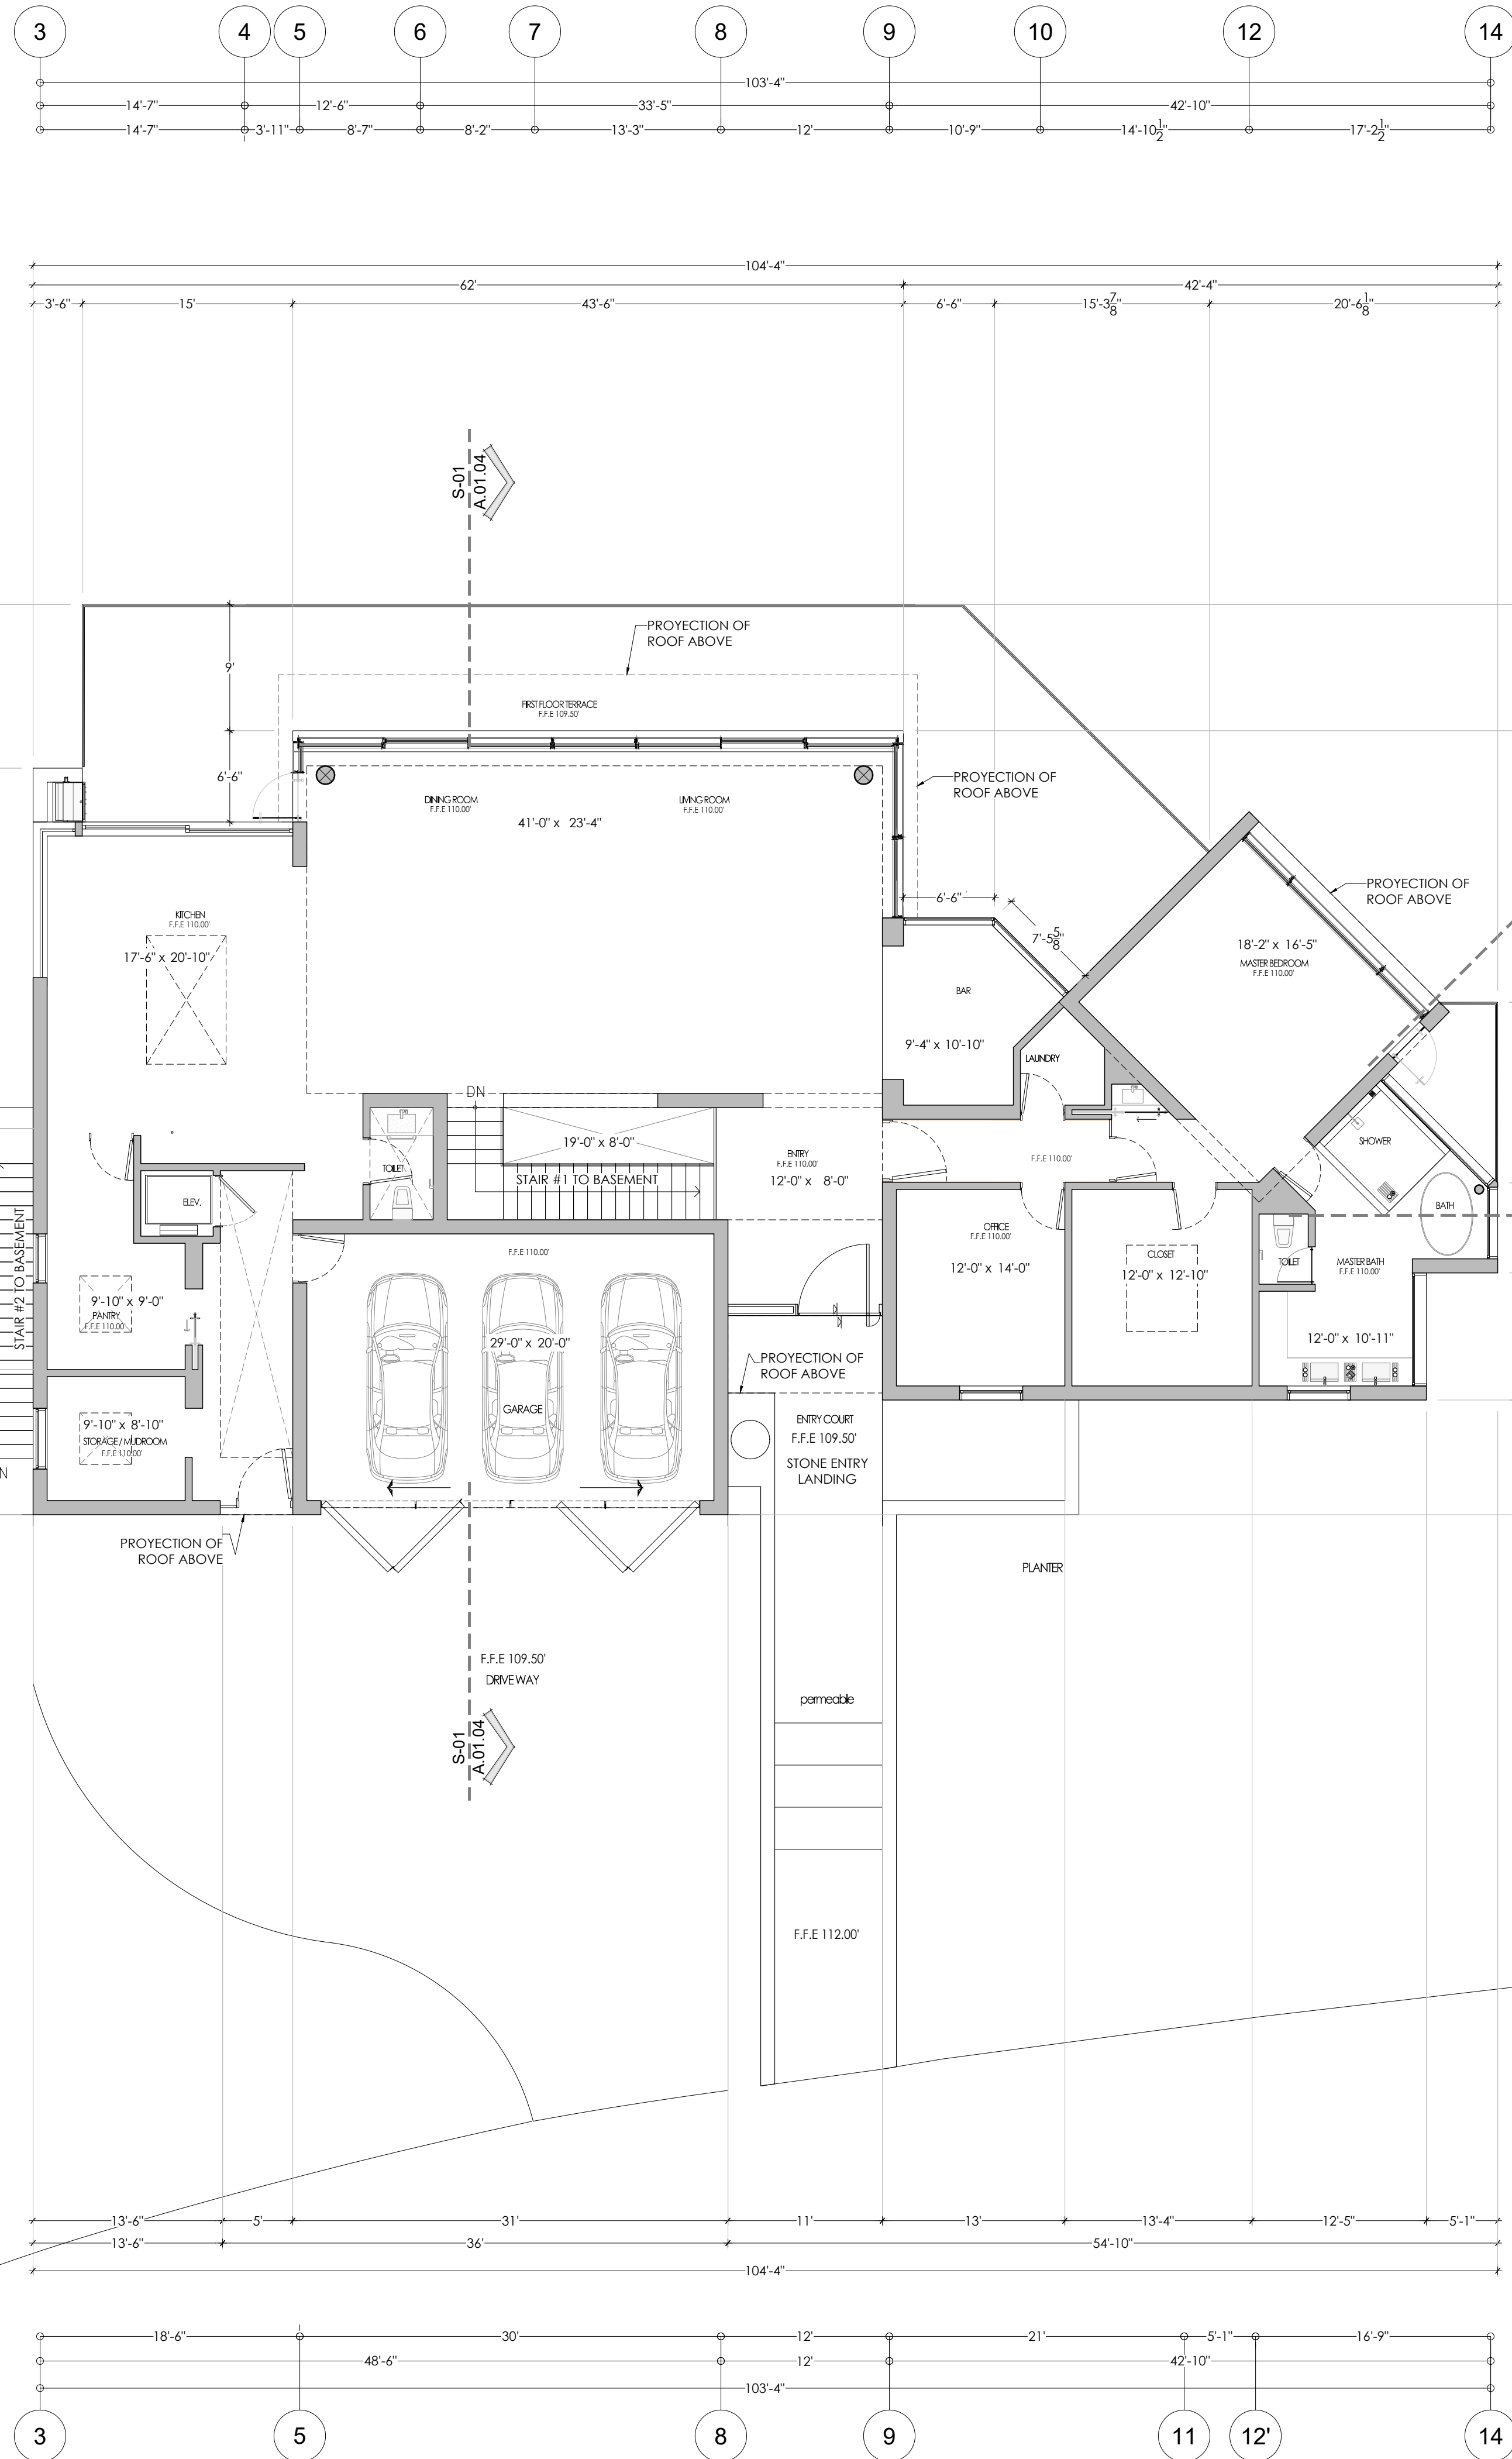 3 4 5 6 7 8 9 10 12 14
103'-4"
14'-7" 12'-6" 33'-5" 42'-10"
14'-7" 3'-11" 8'-7" 8'-2" 13'-3" 12' 10'-9" 14'-10 1/2" 17'-2 1/2"
104'-4"
62' 42'-4"
3'-6" 15' 43'-6" 6'-6" 15'-3 7/8" 20'-6 1/8"
S-01
A.01.04
PROYECTION OF
ROOF ABOVE
9'
FIRST FLOOR TERRACE
F.F.E 109.50'
6'-6"
PROYECTION OF
ROOF ABOVE
DINING ROOM
F.F.E 110.00'
LIVING ROOM
F.F.E 110.00'
41'-0" x 23'-4"
PROYECTION OF
ROOF ABOVE
6'-6"
7'-5 5/8"
KITCHEN
F.F.E 110.00'
17'-6" x 20'-10"
18'-2" x 16'-5"
MASTER BEDROOM
F.F.E 110.00'
BAR
9'-4" x 10'-10"
LAUNDRY
DN
19'-0" x 8'-0"
STAIR #1 TO BASEMENT
TOILET
ENTRY
F.F.E 110.00'
12'-0" x 8'-0"
F.F.E 110.00'
SHOWER
BATH
ELEV.
STAIR #2 TO BASEMENT
F.F.E 110.00'
OFFICE
F.F.E 110.00'
12'-0" x 14'-0"
CLOSET
12'-0" x 12'-10"
TOILET
MASTER BATH
F.F.E 110.00'
12'-0" x 10'-11"
9'-10" x 9'-0"
PANTRY
F.F.E 110.00'
29'-0" x 20'-0"
GARAGE
PROYECTION OF
ROOF ABOVE
9'-10" x 8'-10"
STORAGE / MUDROOM
F.F.E 110.00'
N
ENTRY COURT
F.F.E 109.50'
STONE ENTRY
LANDING
PROYECTION OF
ROOF ABOVE
PLANTER
F.F.E 109.50'
DRIVEWAY
permeable
S-01
A.01.04
F.F.E 112.00'
13'-6" 5' 31' 11' 13' 13'-4" 12'-5" 5'-1"
13'-6" 36' 54'-10"
104'-4"
18'-6" 30' 12' 21' 5'-1" 16'-9"
48'-6" 12' 42'-10"
103'-4"
3 5 8 9 11 12' 14